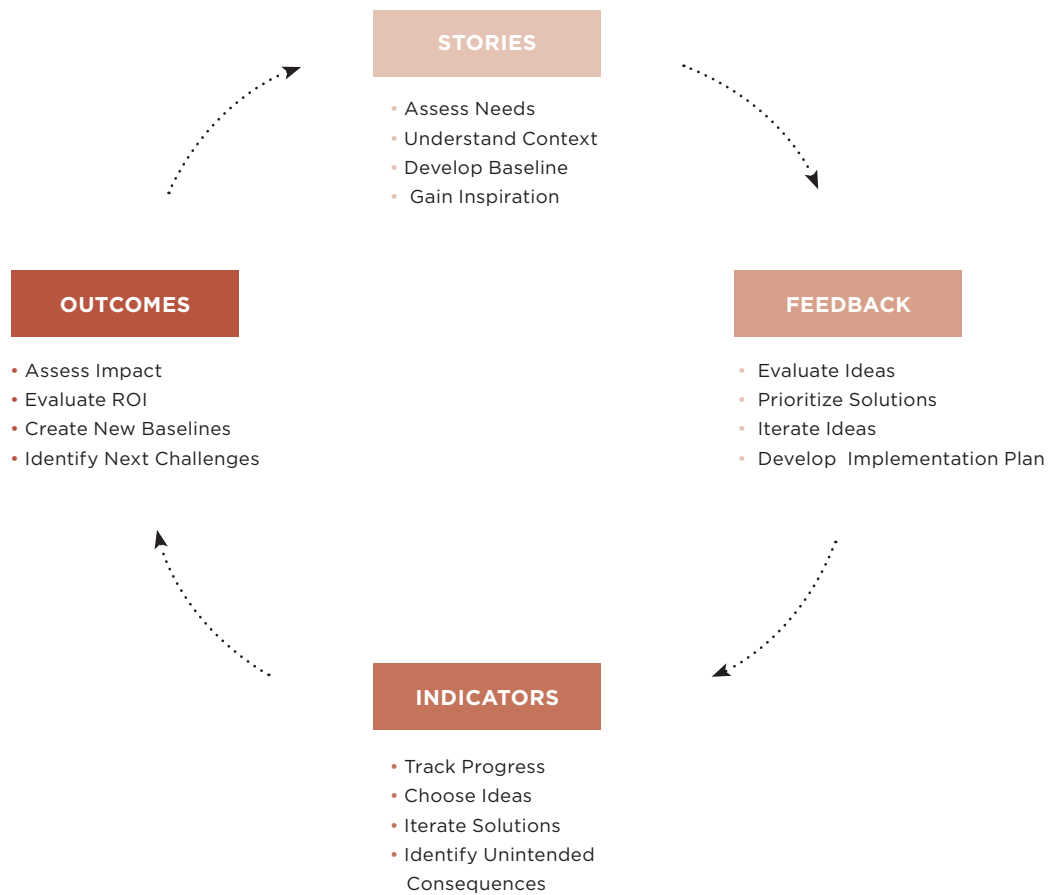 STORIES
• Assess Needs
• Understand Context
• Develop Baseline
• Gain Inspiration
FEEDBACK
• Evaluate Ideas
• Prioritize Solutions
• Iterate Ideas
• Develop Implementation Plan
INDICATORS
• Track Progress
• Choose Ideas
• Iterate Solutions
• Identify Unintended
Consequences
OUTCOMES
• Assess Impact
• Evaluate ROI
• Create New Baselines
• Identify Next Challenges